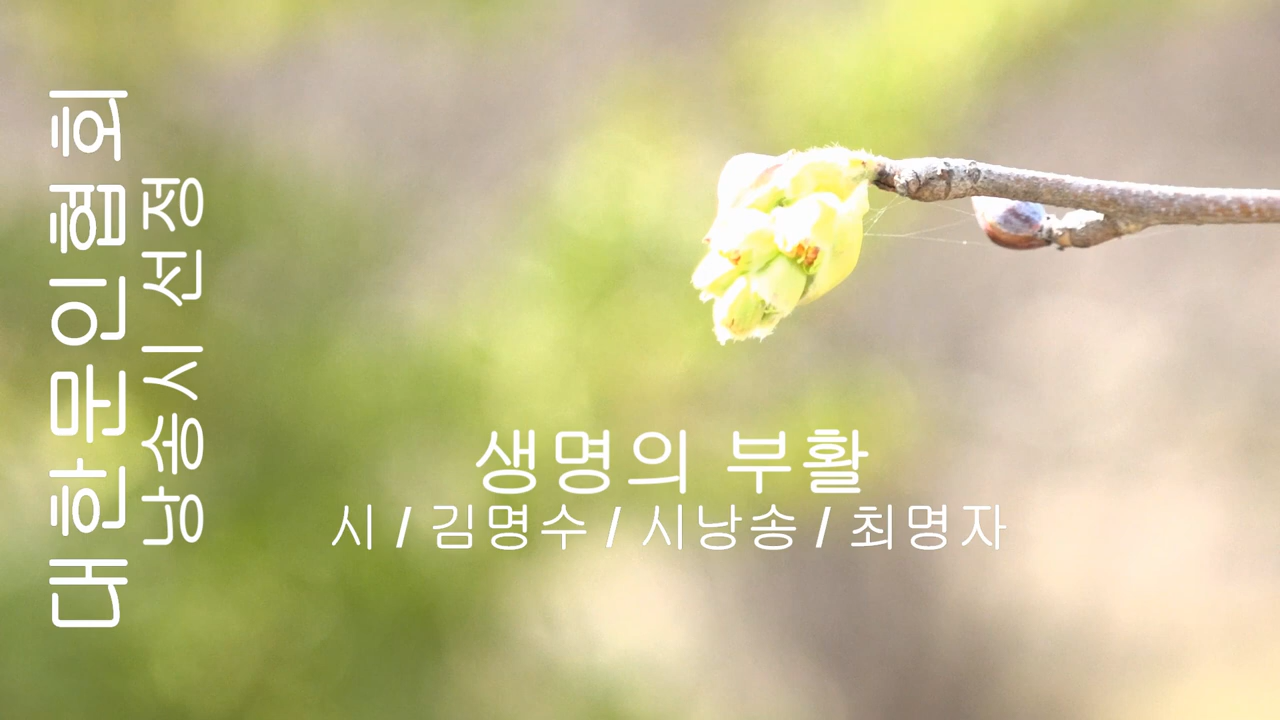 대한문인협회
낭송시 선정
생명의 부활
시 / 김명수 / 시낭송 / 최명자